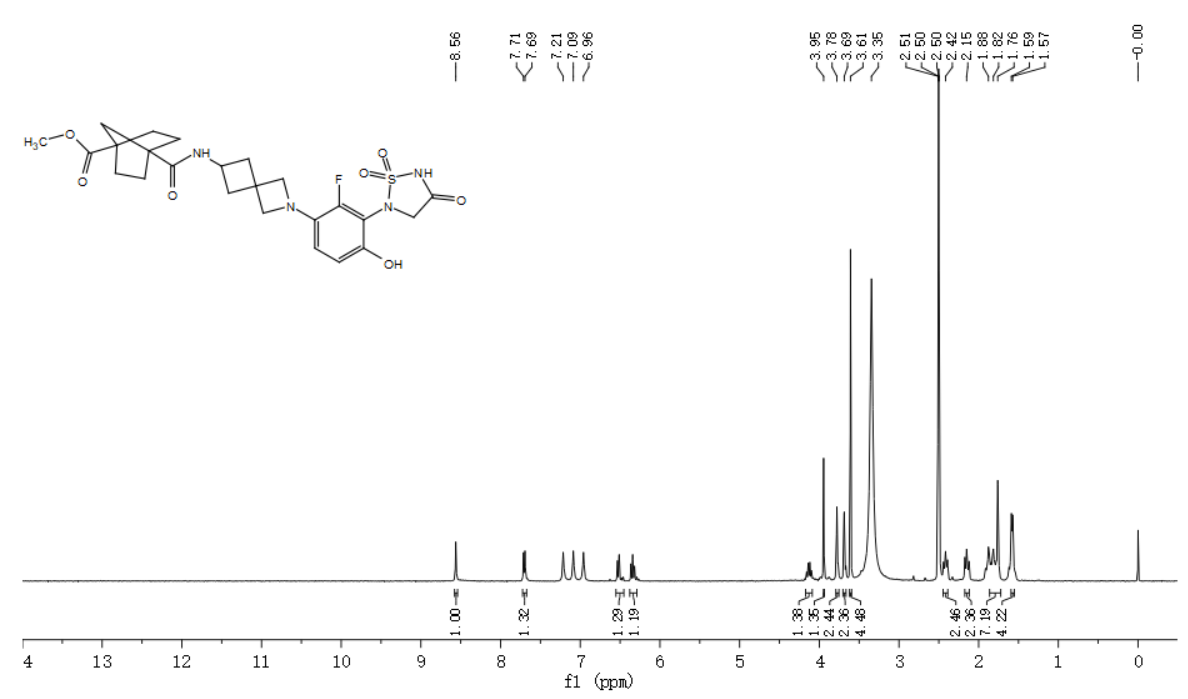 8.56
7.71
7.69
7.21
7.09
6.96
3.95
3.78
3.69
3.61
3.35
2.51
2.50
2.50
2.42
2.15
1.88
1.82
1.76
1.59
1.57
-0.00
H₃C
O
O
NH
O
N
F
O
O
S
NH
N
O
OH
1.00
1.32
1.29
1.19
1.38
1.35
2.44
2.36
4.48
2.46
2.36
7.19
4.22
4 13 12 11 10 9 8 7 6 5 4 3 2 1 0
f1 (ppm)